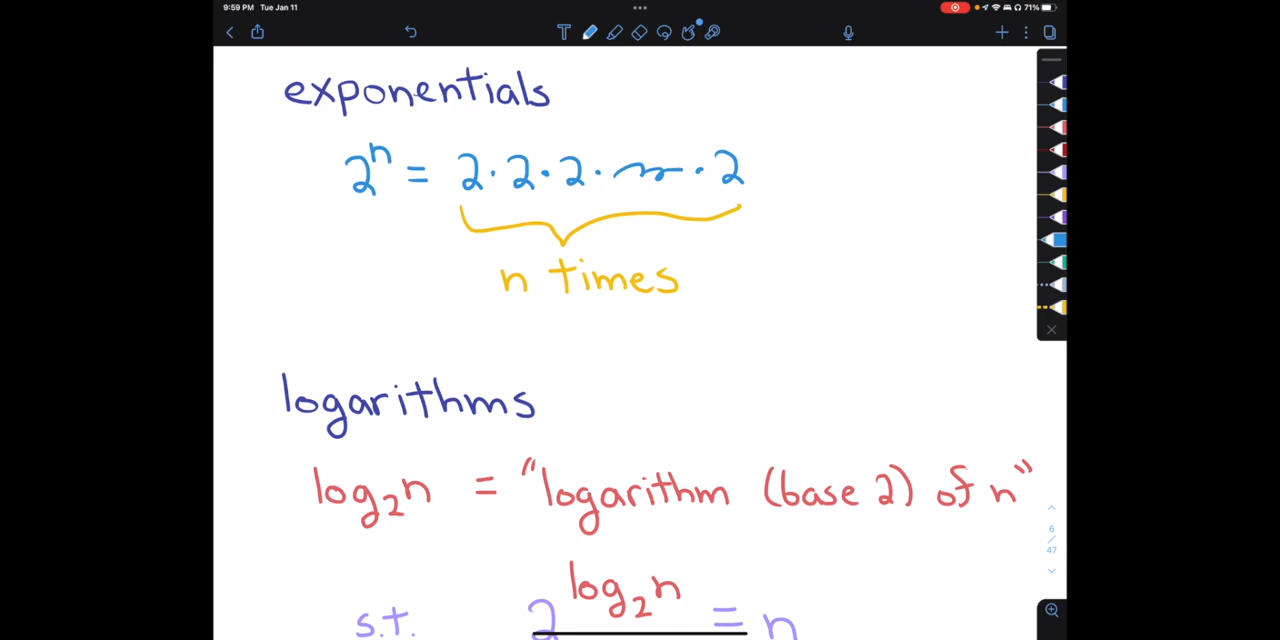 9:59 PM Tue Jan 11
71%
exponentials
2^n = 2 · 2 · 2 · ~ · 2
n times
logarithms
log₂n = "logarithm (base 2) of n"
s.t. 2^(log₂n) = n
6
/
47